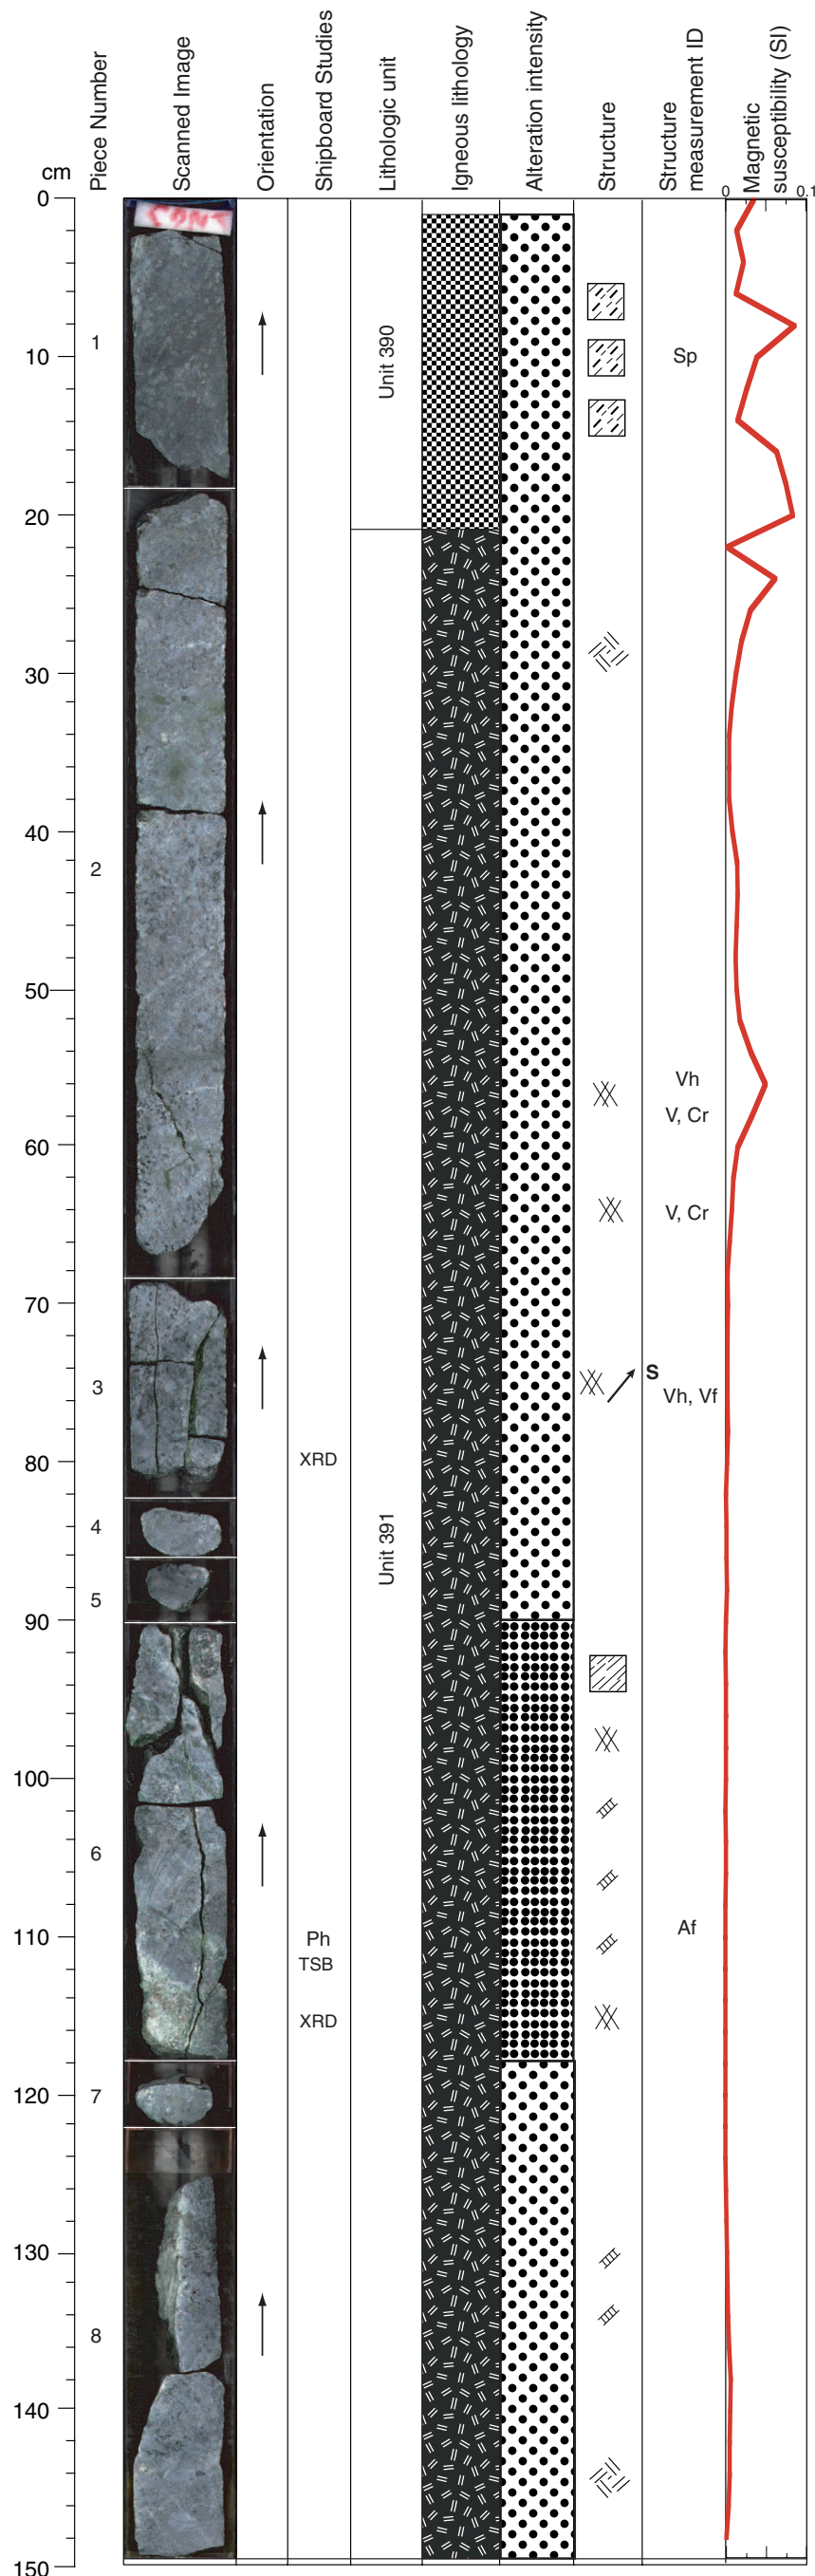 cm
Piece Number
Scanned Image
Orientation
Shipboard Studies
Lithologic unit
Igneous lithology
Alteration intensity
Structure
Structure
measurement ID
Magnetic
susceptibility (SI)
0
0.1
0
10
20
30
40
50
60
70
80
90
100
110
120
130
140
150
CONT
1
2
3
4
5
6
7
8
XRD
Ph
TSB
XRD
Unit 390
Unit 391
S
Sp
Vh
V, Cr
V, Cr
Vh, Vf
Af